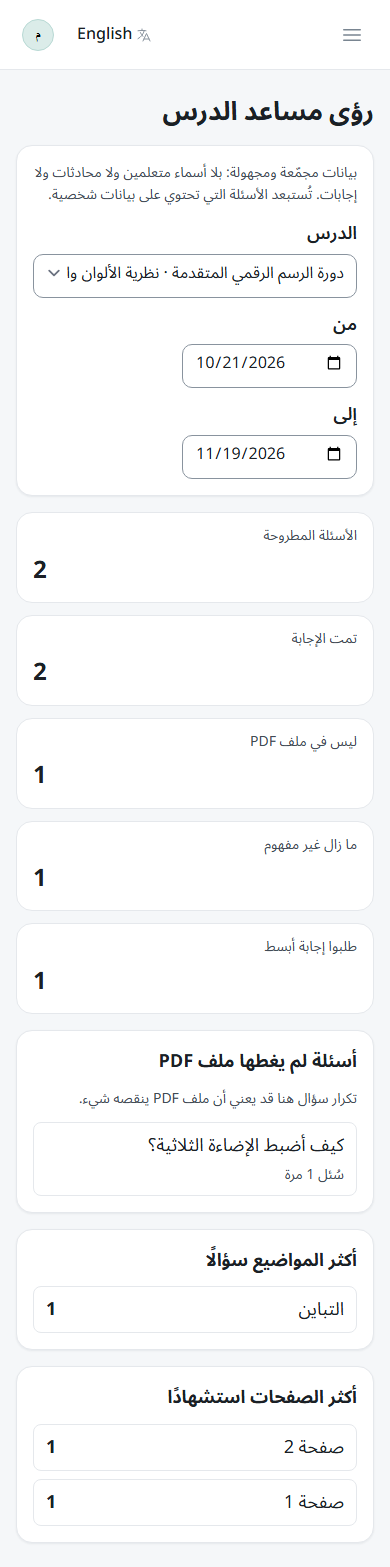 م
English
رؤى مساعد الدرس
بيانات مجمّعة ومجهولة: بلا أسماء متعلمين ولا محادثات ولا
إجابات. تُستبعد الأسئلة التي تحتوي على بيانات شخصية.
الدرس
دورة الرسم الرقمي المتقدمة · نظرية الألوان وا
من
10/21/2026
إلى
11/19/2026
الأسئلة المطروحة
2
تمت الإجابة
2
ليس في ملف PDF
1
ما زال غير مفهوم
1
طلبوا إجابة أبسط
1
أسئلة لم يغطها ملف PDF
تكرار سؤال هنا قد يعني أن ملف PDF ينقصه شيء.
كيف أضبط الإضاءة الثلاثية؟
سُئل 1 مرة
أكثر المواضيع سؤالًا
التباين 1
أكثر الصفحات استشهادًا
صفحة 2 1
صفحة 1 1